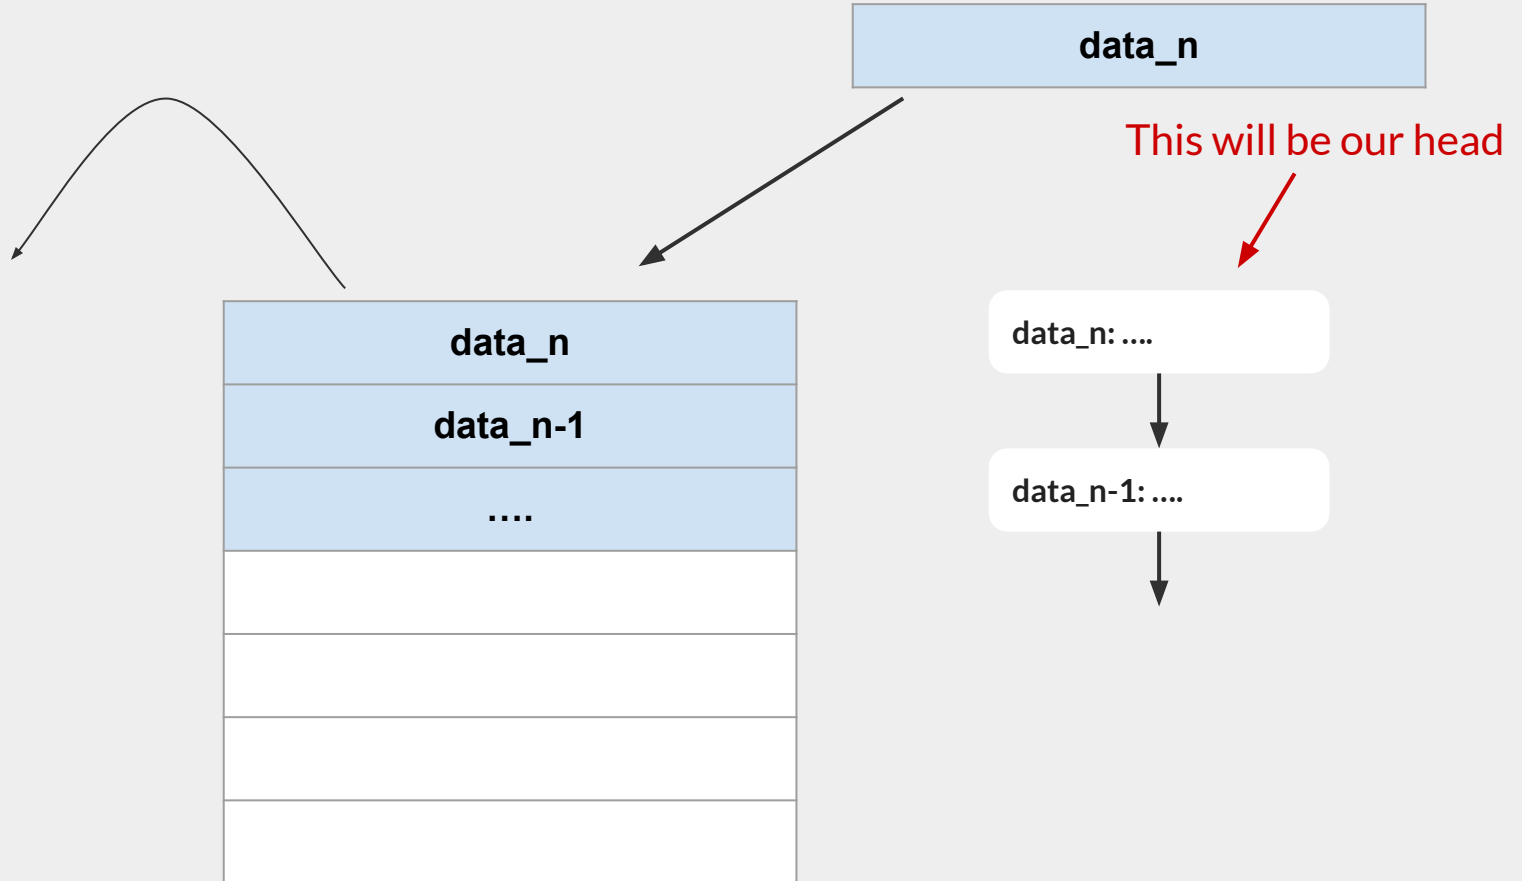 data_n
This will be our head
data_n
data_n-1
....
data_n: ....
data_n-1: ....